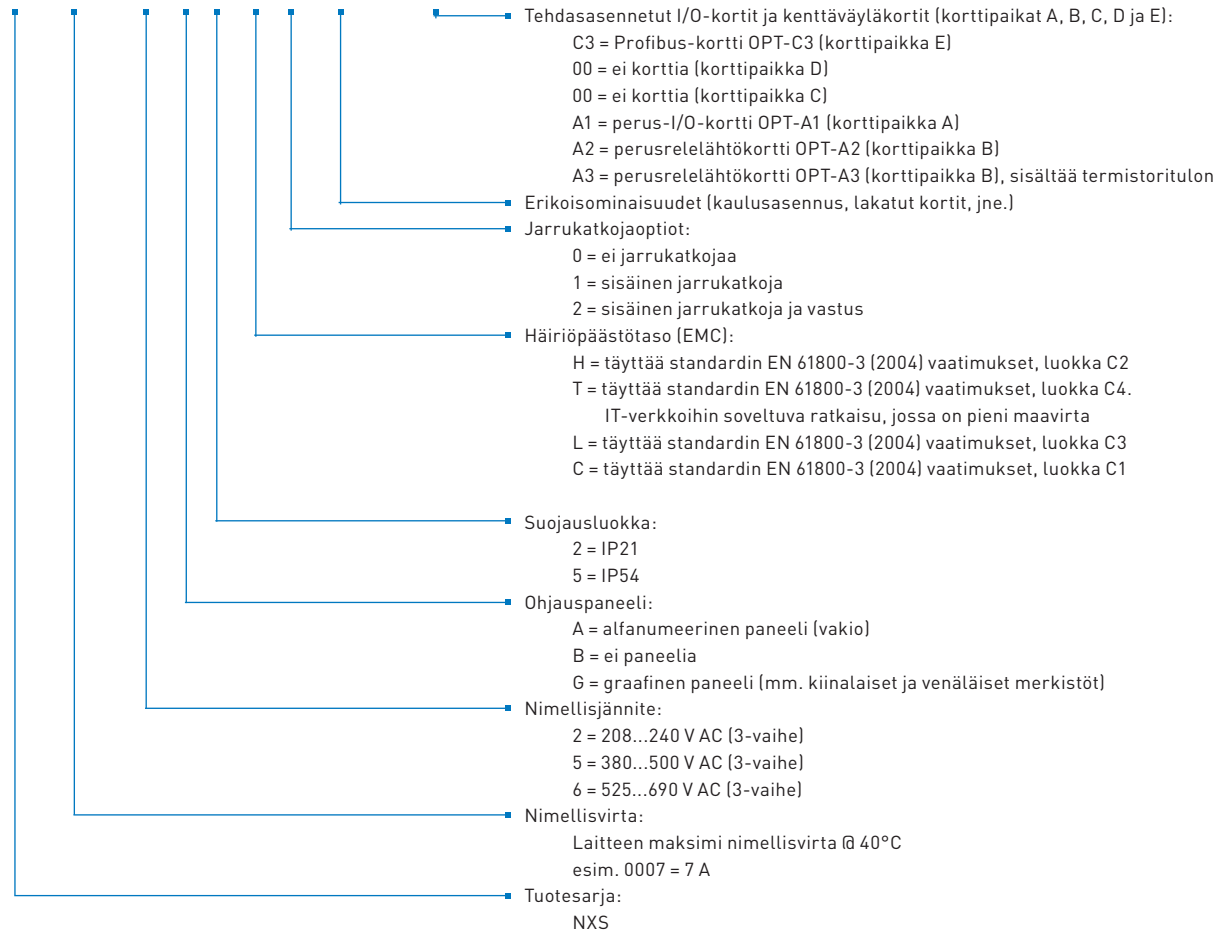 Tehdasasennetut I/O-kortit ja kenttäväyläkortit (korttipaikat A, B, C, D ja E):
C3 = Profibus-kortti OPT-C3 (korttipaikka E)
00 = ei korttia (korttipaikka D)
00 = ei korttia (korttipaikka C)
A1 = perus-I/O-kortti OPT-A1 (korttipaikka A)
A2 = perusrelelähtökortti OPT-A2 (korttipaikka B)
A3 = perusrelelähtökortti OPT-A3 (korttipaikka B), sisältää termistoritulon
Erikoisominaisuudet (kaulusasennus, lakatut kortit, jne.)
Jarrukatkojaoptiot:
0 = ei jarrukatkojaa
1 = sisäinen jarrukatkoja
2 = sisäinen jarrukatkoja ja vastus
Häiriöpäästötaso (EMC):
H = täyttää standardin EN 61800-3 (2004) vaatimukset, luokka C2
T = täyttää standardin EN 61800-3 (2004) vaatimukset, luokka C4.
IT-verkkoihin soveltuva ratkaisu, jossa on pieni maavirta
L = täyttää standardin EN 61800-3 (2004) vaatimukset, luokka C3
C = täyttää standardin EN 61800-3 (2004) vaatimukset, luokka C1
Suojausluokka:
2 = IP21
5 = IP54
Ohjauspaneeli:
A = alfanumeerinen paneeli (vakio)
B = ei paneelia
G = graafinen paneeli (mm. kiinalaiset ja venäläiset merkistöt)
Nimellisjännite:
2 = 208...240 V AC (3-vaihe)
5 = 380...500 V AC (3-vaihe)
6 = 525...690 V AC (3-vaihe)
Nimellisvirta:
Laitteen maksimi nimellisvirta @ 40°C
esim. 0007 = 7 A
Tuotesarja:
NXS